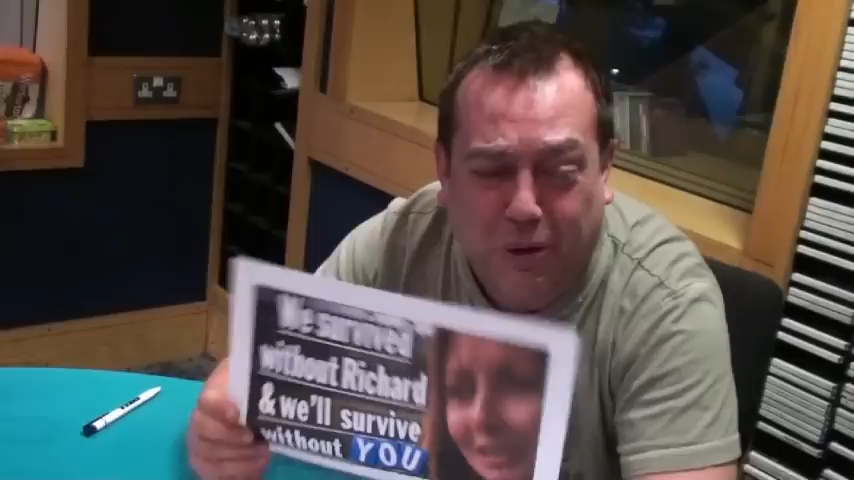 We survived
without Richard
& we'll survive
without YOU